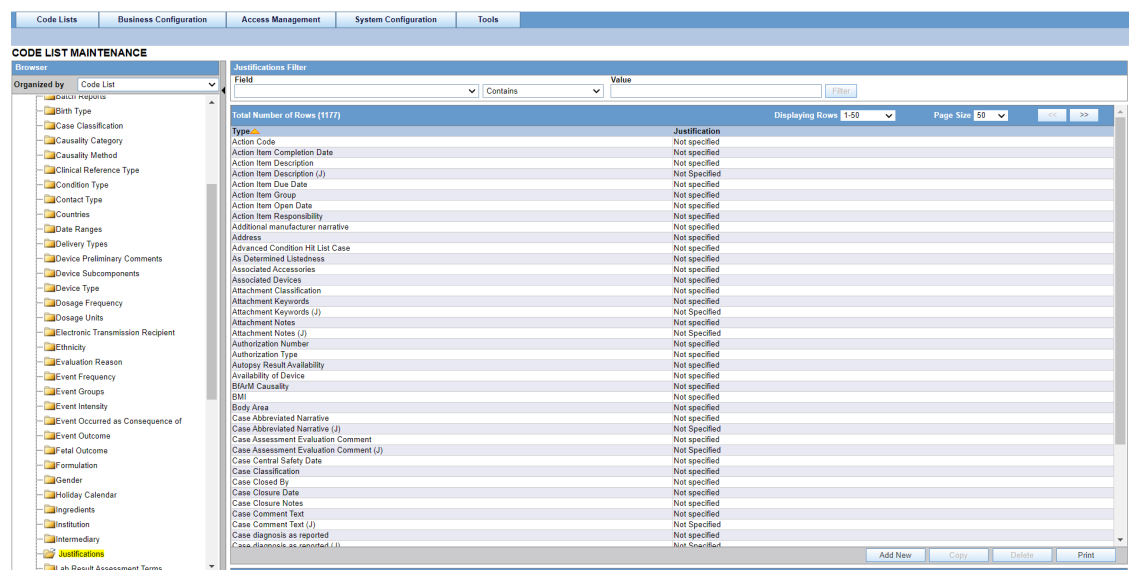 Code Lists Business Configuration Access Management System Configuration Tools
CODE LIST MAINTENANCE
Browser
Organized by Code List
Batch Reports
Birth Type
Case Classification
Causality Category
Causality Method
Clinical Reference Type
Condition Type
Contact Type
Countries
Date Ranges
Delivery Types
Device Preliminary Comments
Device Subcomponents
Device Type
Dosage Frequency
Dosage Units
Electronic Transmission Recipient
Ethnicity
Evaluation Reason
Event Frequency
Event Groups
Event Intensity
Event Occurred as Consequence of
Event Outcome
Fetal Outcome
Formulation
Gender
Holiday Calendar
Ingredients
Institution
Intermediary
Justifications
Lab Result Assessment Terms
Justifications Filter
Field Value
Contains Filter
Total Number of Rows (1177) Displaying Rows 1-50 Page Size 50 << >>
Type Justification
Action Code Not specified
Action Item Completion Date Not specified
Action Item Description Not specified
Action Item Description (J) Not Specified
Action Item Due Date Not specified
Action Item Group Not specified
Action Item Open Date Not specified
Action Item Responsibility Not specified
Additional manufacturer narrative Not specified
Address Not specified
Advanced Condition Hit List Case Not specified
As Determined Listedness Not specified
Associated Accessories Not specified
Associated Devices Not specified
Attachment Classification Not specified
Attachment Keywords Not specified
Attachment Keywords (J) Not Specified
Attachment Notes Not specified
Attachment Notes (J) Not Specified
Authorization Number Not specified
Authorization Type Not specified
Autopsy Result Availability Not specified
Availability of Device Not specified
BfArM Causality Not specified
BMI Not specified
Body Area Not specified
Case Abbreviated Narrative Not specified
Case Abbreviated Narrative (J) Not Specified
Case Assessment Evaluation Comment Not specified
Case Assessment Evaluation Comment (J) Not Specified
Case Central Safety Date Not specified
Case Classification Not specified
Case Closed By Not specified
Case Closure Date Not specified
Case Closure Notes Not specified
Case Comment Text Not specified
Case Comment Text (J) Not Specified
Case diagnosis as reported Not specified
Case diagnosis as reported (J) Not Specified
Add New Copy Delete Print